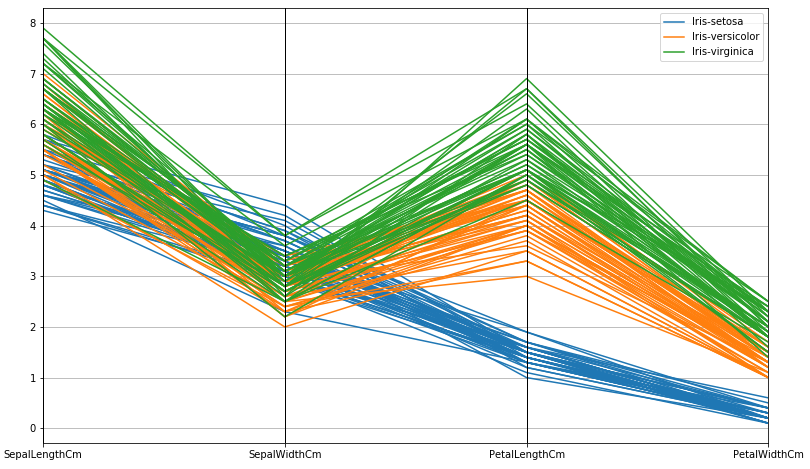 Iris-setosa
Iris-versicolor
Iris-virginica
8
7
6
5
4
3
2
1
0
SepalLengthCm SepalWidthCm PetalLengthCm PetalWidthCm